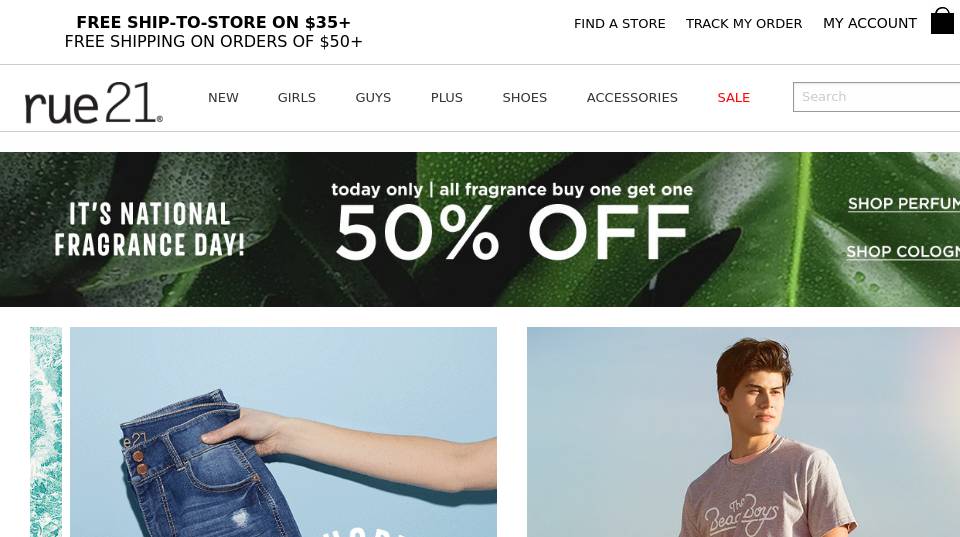 FREE SHIP-TO-STORE ON $35+
FREE SHIPPING ON ORDERS OF $50+
FIND A STORE
TRACK MY ORDER
MY ACCOUNT
rue21®
NEW
GIRLS
GUYS
PLUS
SHOES
ACCESSORIES
SALE
Search
IT'S NATIONAL
FRAGRANCE DAY!
today only | all fragrance buy one get one
50% OFF
SHOP PERFUM
SHOP COLOGN
e21
The
Bear Boys